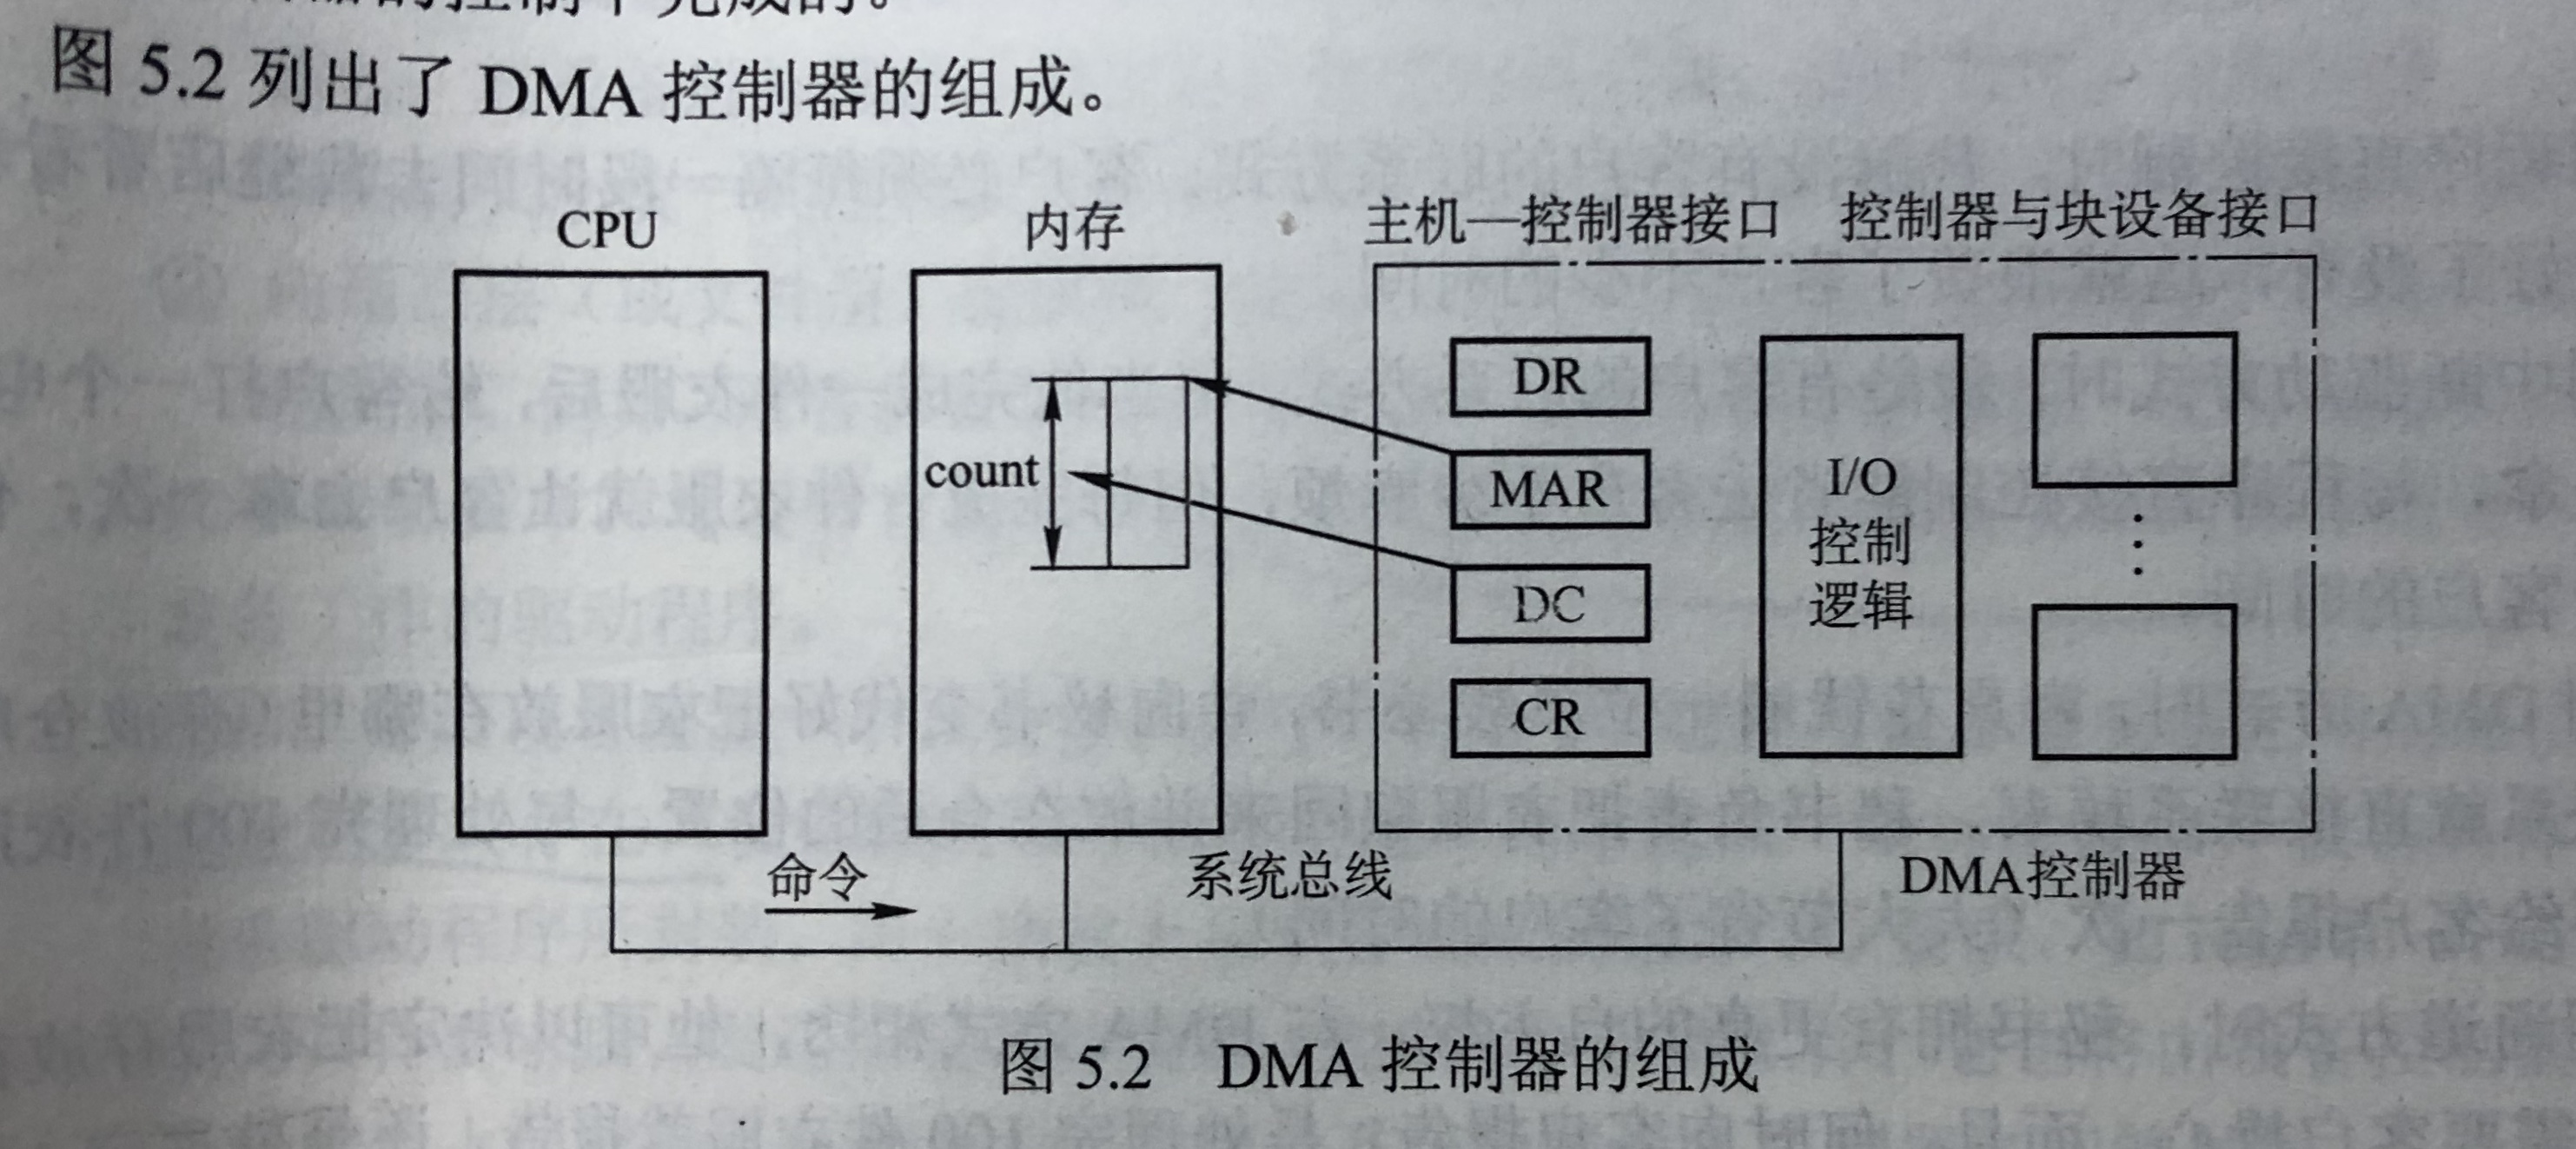 图 5.2 列出了 DMA 控制器的组成。
CPU
内存
主机—控制器接口
控制器与块设备接口
DR
MAR
DC
CR
count
I/O
控制
逻辑
命令
系统总线
DMA控制器
图 5.2 DMA 控制器的组成